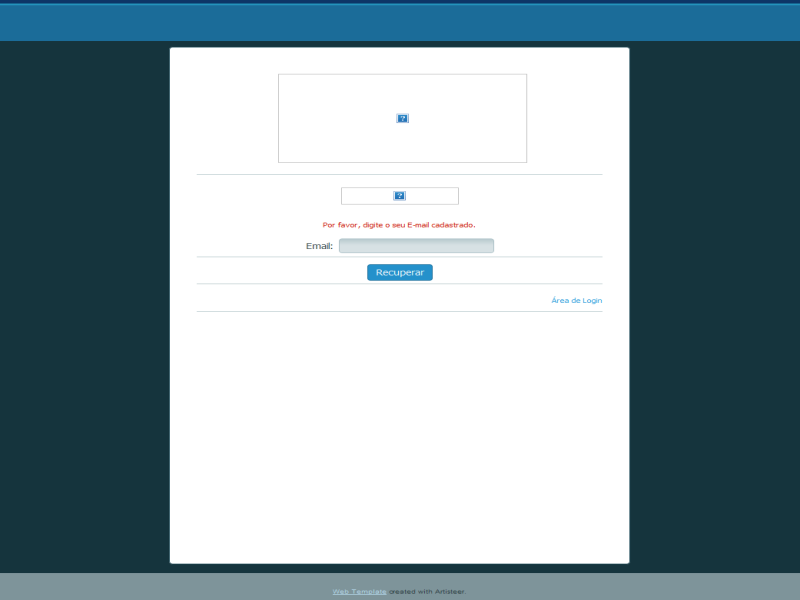 Por favor, digite o seu E-mail cadastrado.
Email:
Recuperar
Área de Login
Web Template created with Artisteer.